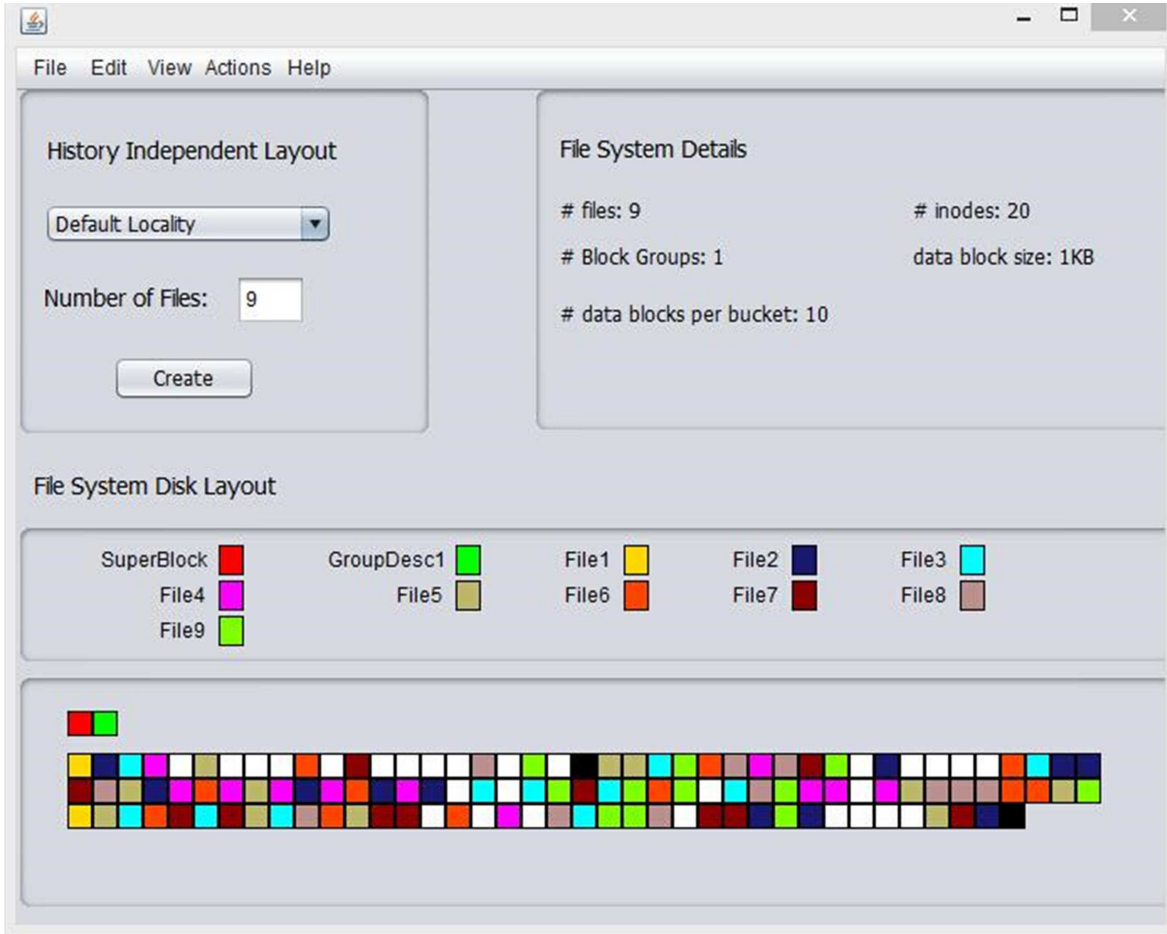 File Edit View Actions Help
History Independent Layout
Default Locality
Number of Files: 9
Create
File System Details
# files: 9 # inodes: 20
# Block Groups: 1 data block size: 1KB
# data blocks per bucket: 10
File System Disk Layout
SuperBlock GroupDesc1 File1 File2 File3
File4 File5 File6 File7 File8
File9